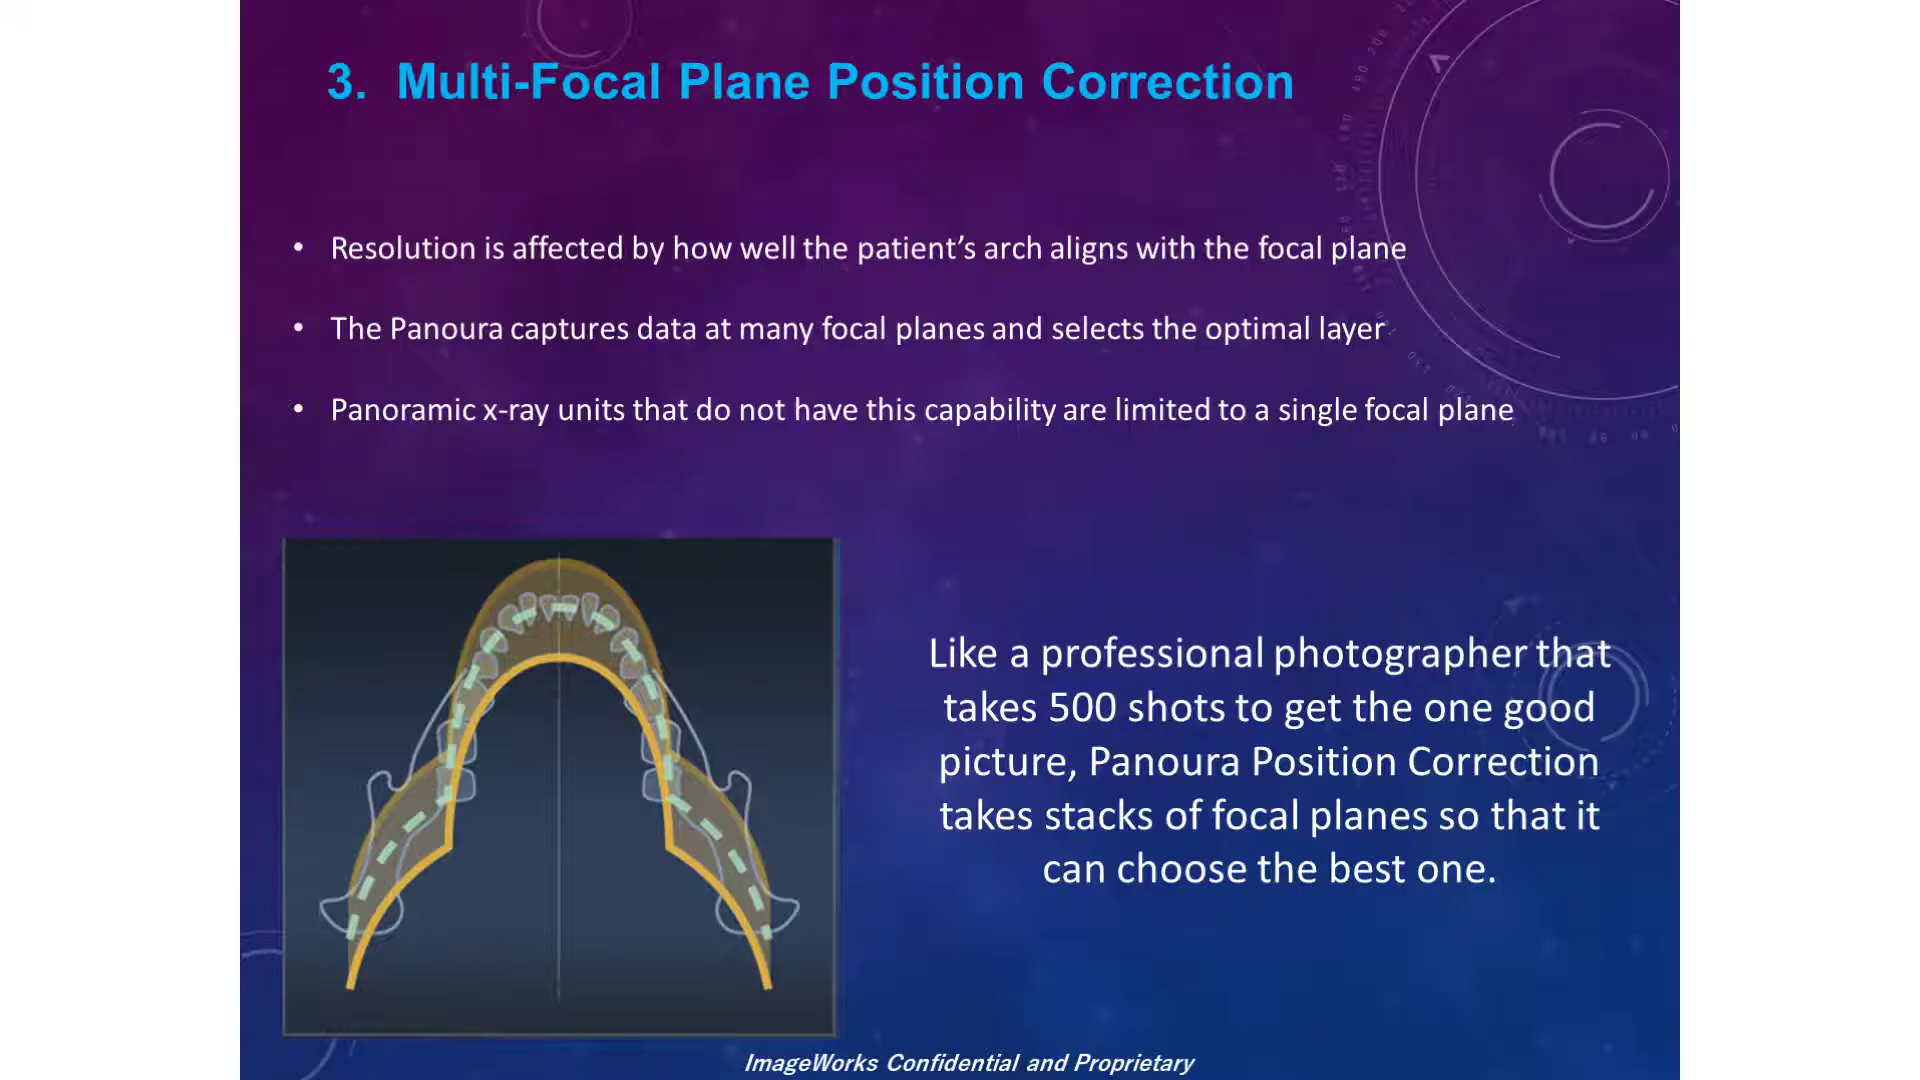 3. Multi-Focal Plane Position Correction
• Resolution is affected by how well the patient’s arch aligns with the focal plane
• The Panoura captures data at many focal planes and selects the optimal layer
• Panoramic x-ray units that do not have this capability are limited to a single focal plane
Like a professional photographer that
takes 500 shots to get the one good
picture, Panoura Position Correction
takes stacks of focal planes so that it
can choose the best one.
ImageWorks Confidential and Proprietary